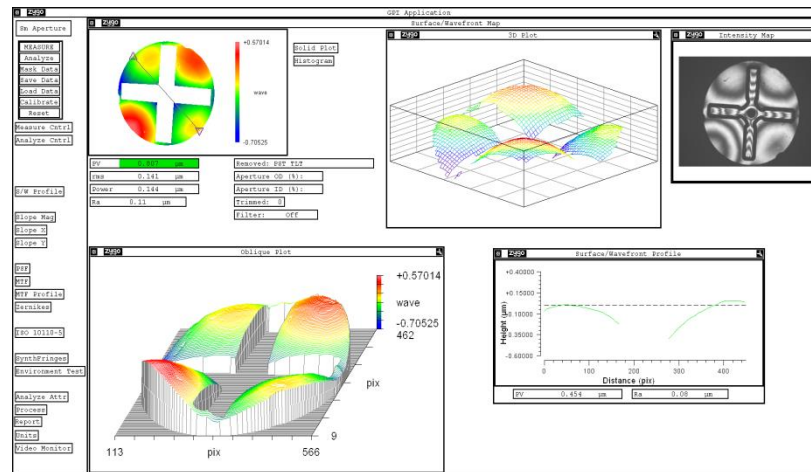 zygo GPI Application
8m Aperture
MEASURE
Analyze
Mask Data
Save Data
Load Data
Calibrate
Reset
Measure Cntrl
Analyze Cntrl
S/W Profile
Slope Mag
Slope X
Slope Y
PSF
MTF
MTF Profile
Zernikes
ISO 10110-5
SynthFringes
Environment Test
Analyze Attr
Process
Report
Units
Video Monitor
zygo Surface/Wavefront Map
+0.57014
wave
-0.70525
Solid Plot
Histogram
PV 0.807 µm
rms 0.141 µm
Power 0.144 µm
Ra 0.11 µm
Removed: PST TLT
Aperture OD (%):
Aperture ID (%):
Trimmed: 0
Filter: Off
zygo 3D Plot
zygo Intensity Map
zygo Oblique Plot
+0.57014
wave
-0.70525
462
pix
9
113 pix 566
zygo Surface/Wavefront Profile
+0.40000
+0.15000
-0.10000
-0.35000
-0.60000
Height (µm)
0 100 200 300 400
Distance (pix)
PV 0.454 µm
Ra 0.08 µm